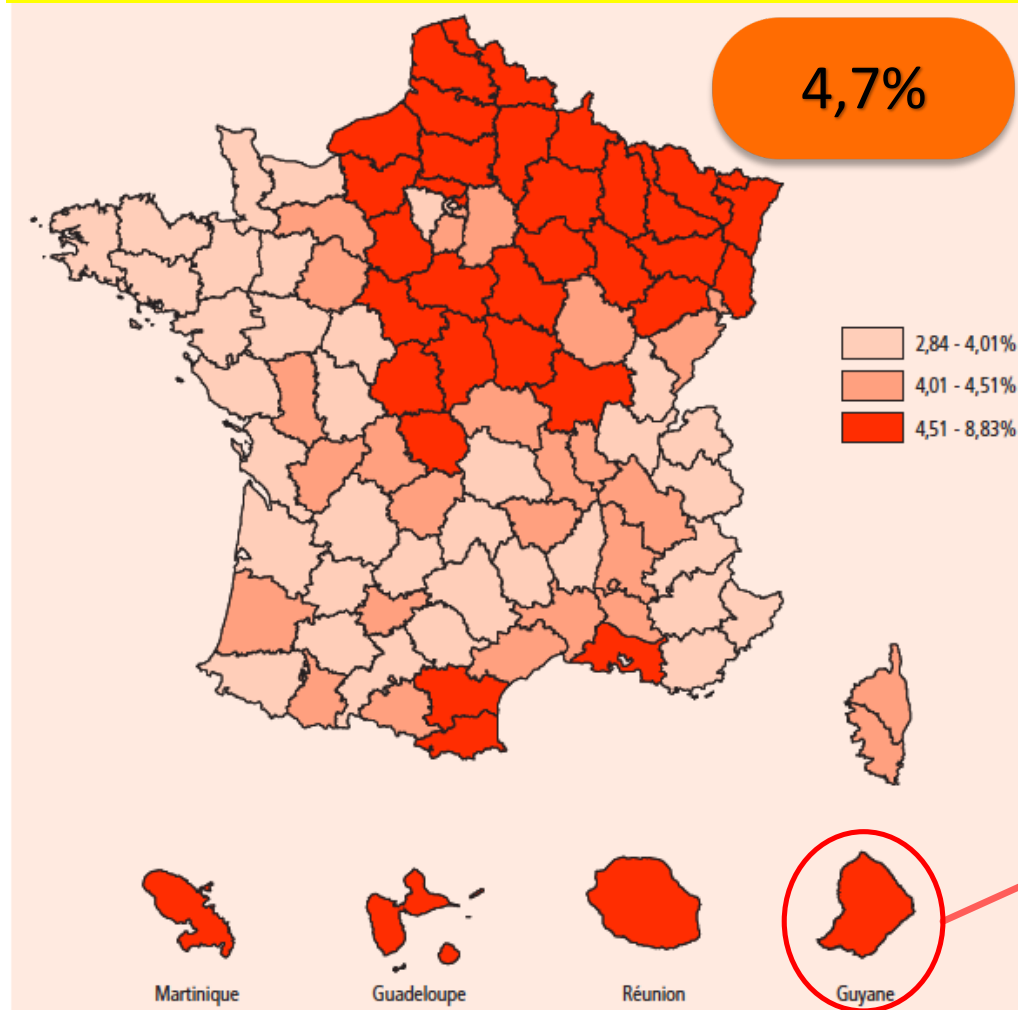 4,7%
2,84 - 4,01%
4,01 - 4,51%
4,51 - 8,83%
Martinique
Guadeloupe
Réunion
Guyane